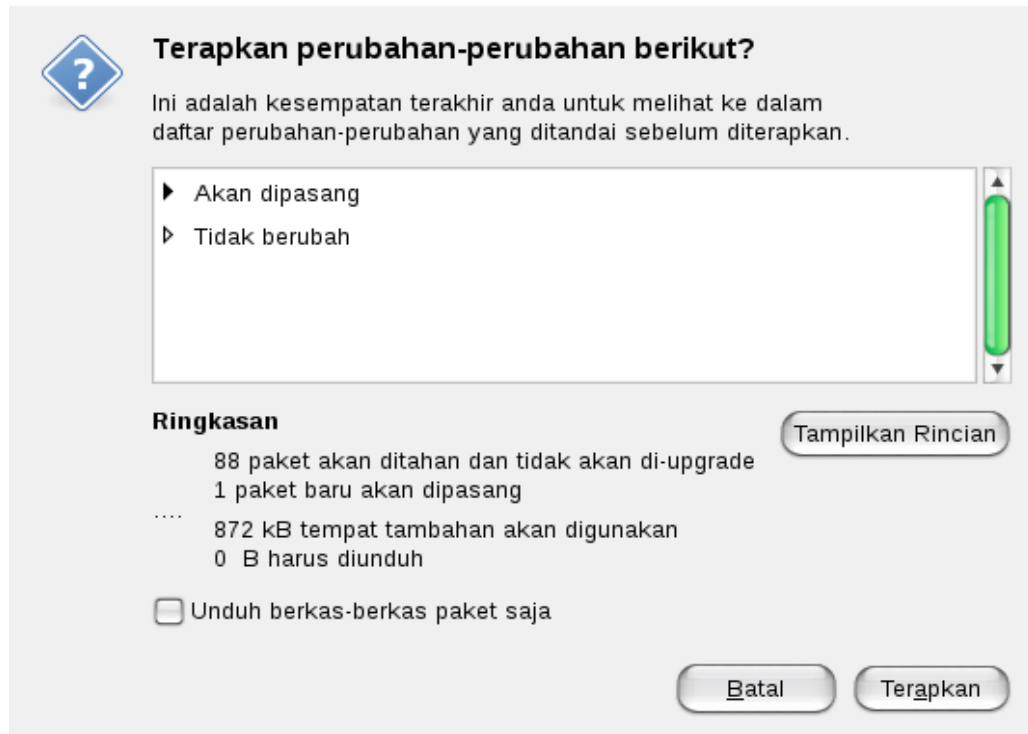 Terapkan perubahan-perubahan berikut?
Ini adalah kesempatan terakhir anda untuk melihat ke dalam
daftar perubahan-perubahan yang ditandai sebelum diterapkan.
Akan dipasang
Tidak berubah
Ringkasan
Tampilkan Rincian
88 paket akan ditahan dan tidak akan di-upgrade
1 paket baru akan dipasang
....
872 kB tempat tambahan akan digunakan
0  B harus diunduh
Unduh berkas-berkas paket saja
Batal
Terapkan